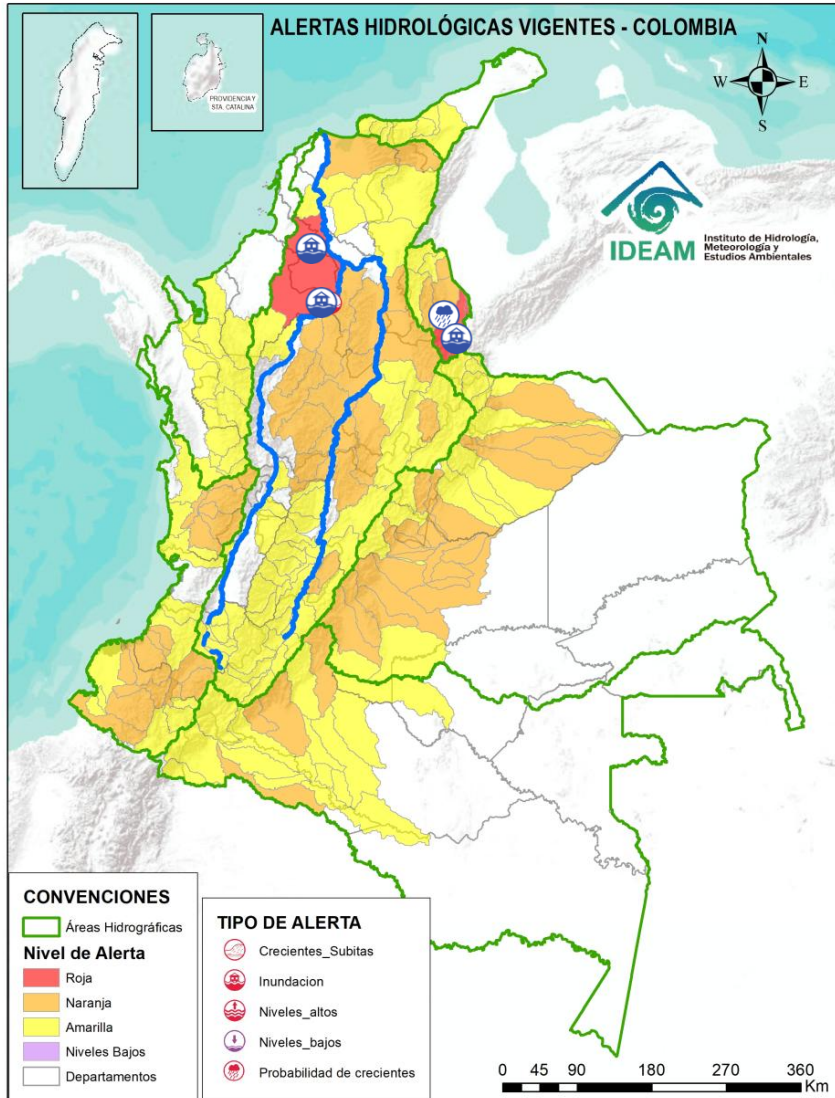 ALERTAS HIDROLÓGICAS VIGENTES - COLOMBIA
PROVIDENCIA Y
STA. CATALINA
N
W
E
S
IDEAM
Instituto de Hidrología,
Meteorología y
Estudios Ambientales
CONVENCIONES
Áreas Hidrográficas
Nivel de Alerta
Roja
Naranja
Amarilla
Niveles Bajos
Departamentos
TIPO DE ALERTA
Crecientes_Subitas
Inundacion
Niveles_altos
Niveles_bajos
Probabilidad de crecientes
0 45 90 180 270 360
Km